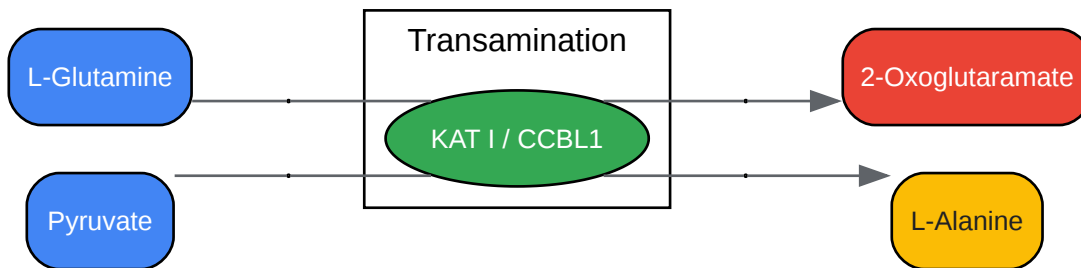 Transamination
L-Glutamine
2-Oxoglutaramate
KAT I / CCBL1
Pyruvate
L-Alanine